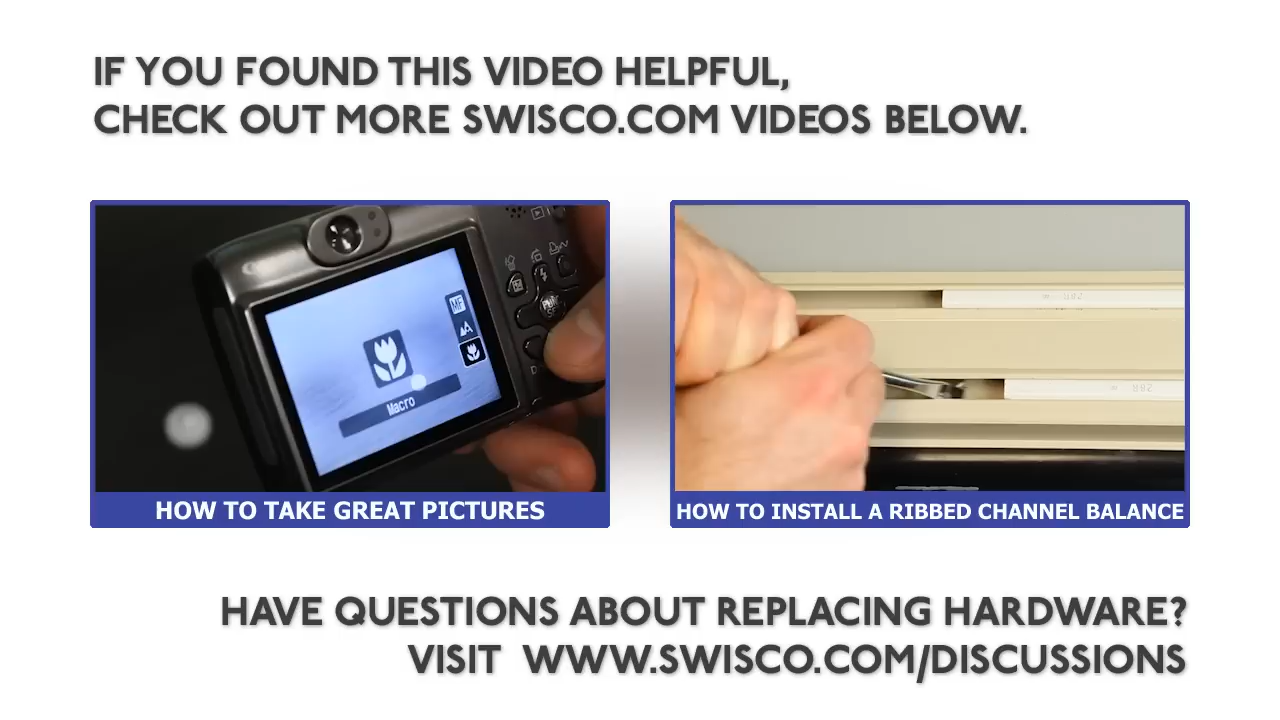 IF YOU FOUND THIS VIDEO HELPFUL,
CHECK OUT MORE SWISCO.COM VIDEOS BELOW.
MF
Macro
HOW TO TAKE GREAT PICTURES
HOW TO INSTALL A RIBBED CHANNEL BALANCE
HAVE QUESTIONS ABOUT REPLACING HARDWARE?
VISIT WWW.SWISCO.COM/DISCUSSIONS